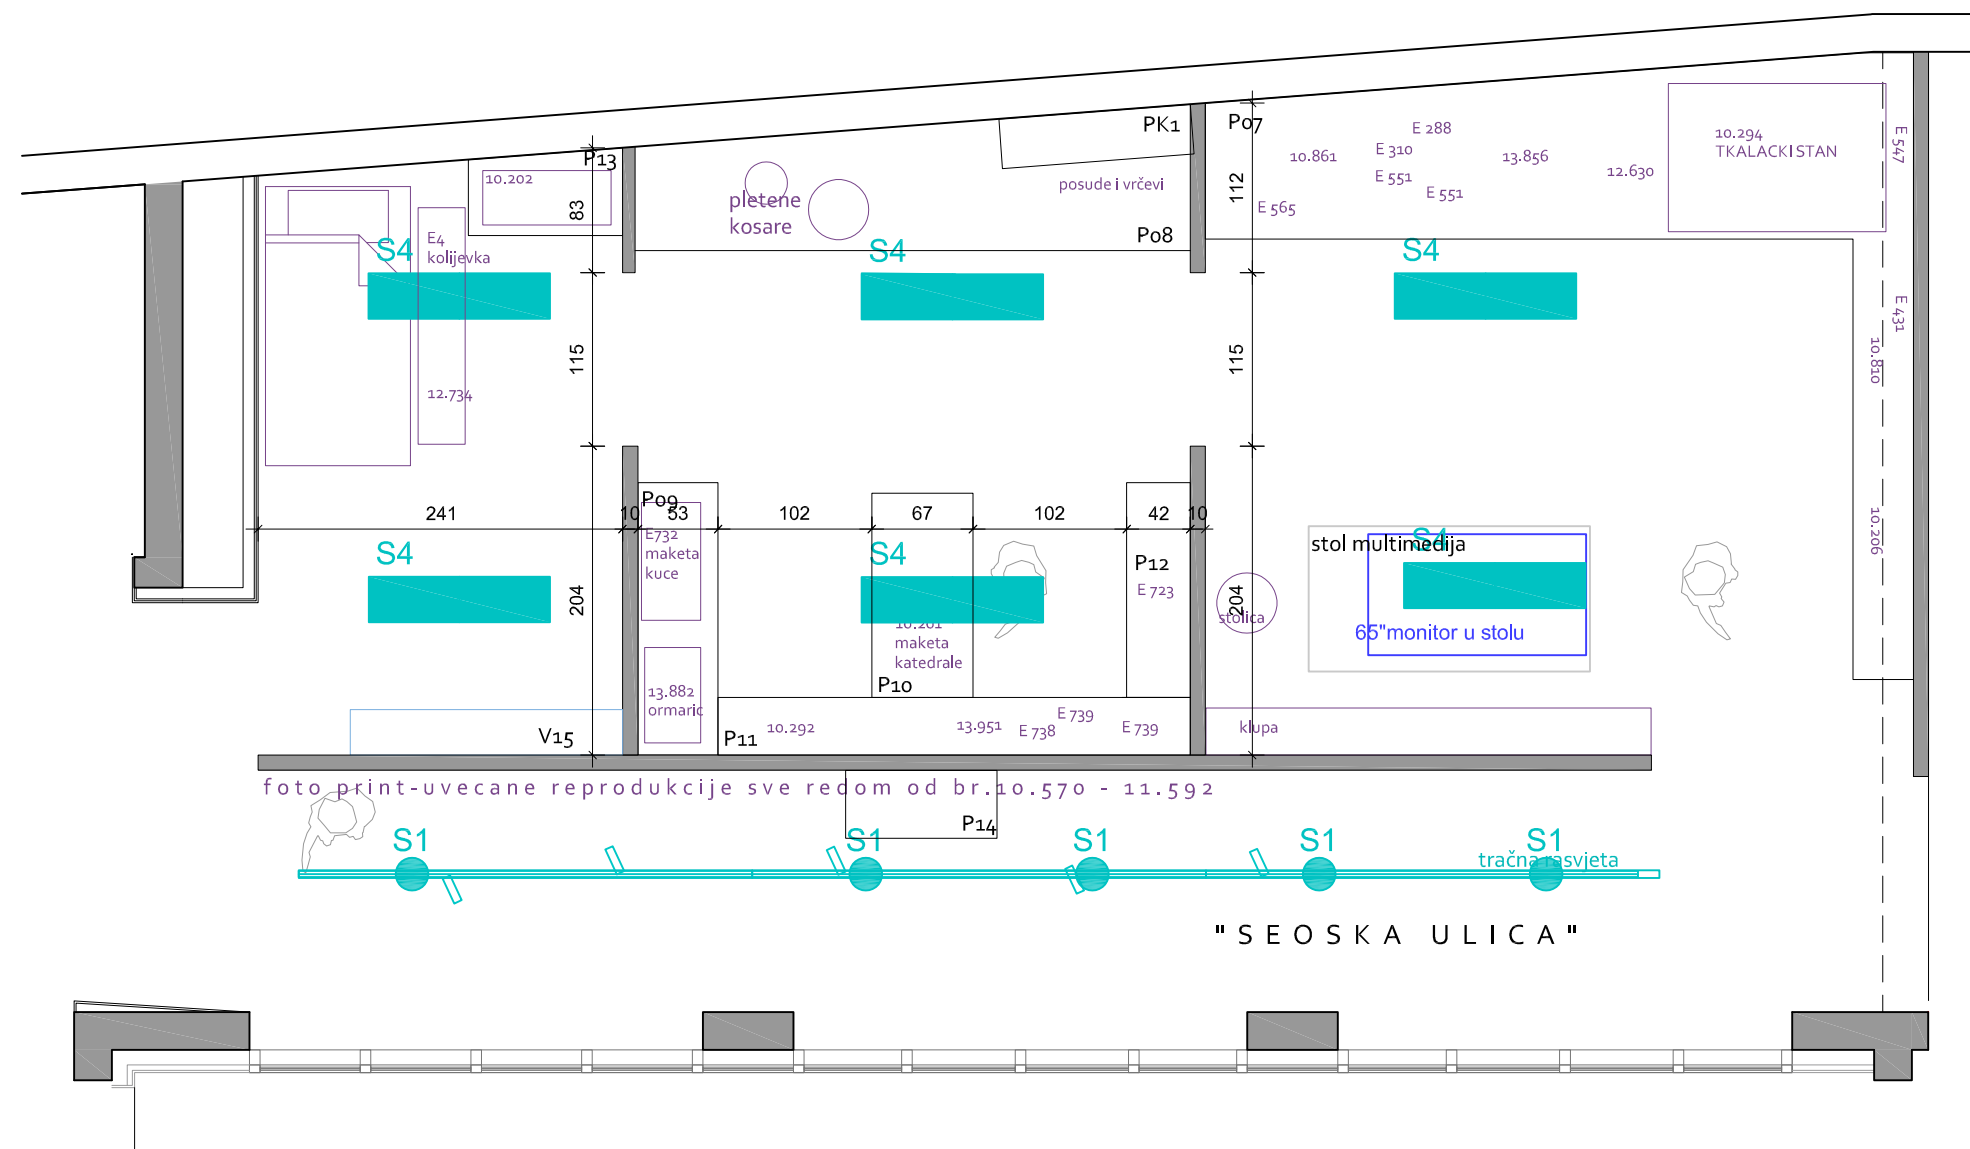 P13
10.202
83
E4
kolijevka
S4
12.734
115
PK1
posude i vrčevi
pletene
kosare
Po8
S4
Po7
112
10.861
E 288
E 310
E 551
E 551
E 565
13.856
12.630
10.294
TKALACKI STAN
E 547
S4
E 431
10.810
10.206
115
241
10
53
102
67
102
42
10
Po9
E732
maketa
kuce
S4
204
S4
10.201
maketa
katedrale
P10
P12
E 723
204
stolica
stol multimedija
S4
65"monitor u stolu
13.882
ormaric
V15
P11
10.292
13.951
E 738
E 739
E 739
klupa
foto print-uvecane reprodukcije sve redom od br.10.570 - 11.592
P14
S1
S1
S1
S1
S1
tračna rasvjeta
"SEOSKA ULICA"